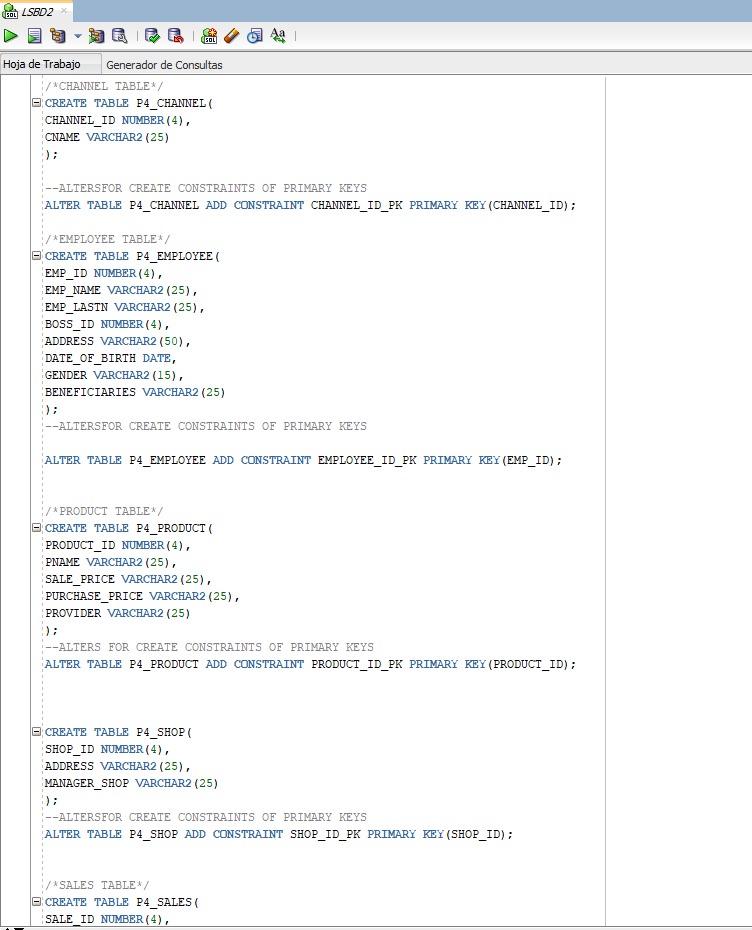 LSBD2
Hoja de Trabajo Generador de Consultas
/*CHANNEL TABLE*/
CREATE TABLE P4_CHANNEL(
CHANNEL_ID NUMBER(4),
CNAME VARCHAR2(25)
);
--ALTERSFOR CREATE CONSTRAINTS OF PRIMARY KEYS
ALTER TABLE P4_CHANNEL ADD CONSTRAINT CHANNEL_ID_PK PRIMARY KEY(CHANNEL_ID);
/*EMPLOYEE TABLE*/
CREATE TABLE P4_EMPLOYEE(
EMP_ID NUMBER(4),
EMP_NAME VARCHAR2(25),
EMP_LASTN VARCHAR2(25),
BOSS_ID NUMBER(4),
ADDRESS VARCHAR2(50),
DATE_OF_BIRTH DATE,
GENDER VARCHAR2(15),
BENEFICIARIES VARCHAR2(25)
);
--ALTERSFOR CREATE CONSTRAINTS OF PRIMARY KEYS
ALTER TABLE P4_EMPLOYEE ADD CONSTRAINT EMPLOYEE_ID_PK PRIMARY KEY(EMP_ID);
/*PRODUCT TABLE*/
CREATE TABLE P4_PRODUCT(
PRODUCT_ID NUMBER(4),
PNAME VARCHAR2(25),
SALE_PRICE VARCHAR2(25),
PURCHASE_PRICE VARCHAR2(25),
PROVIDER VARCHAR2(25)
);
--ALTERS FOR CREATE CONSTRAINTS OF PRIMARY KEYS
ALTER TABLE P4_PRODUCT ADD CONSTRAINT PRODUCT_ID_PK PRIMARY KEY(PRODUCT_ID);
CREATE TABLE P4_SHOP(
SHOP_ID NUMBER(4),
ADDRESS VARCHAR2(25),
MANAGER_SHOP VARCHAR2(25)
);
--ALTERSFOR CREATE CONSTRAINTS OF PRIMARY KEYS
ALTER TABLE P4_SHOP ADD CONSTRAINT SHOP_ID_PK PRIMARY KEY(SHOP_ID);
/*SALES TABLE*/
CREATE TABLE P4_SALES(
SALE_ID NUMBER(4),